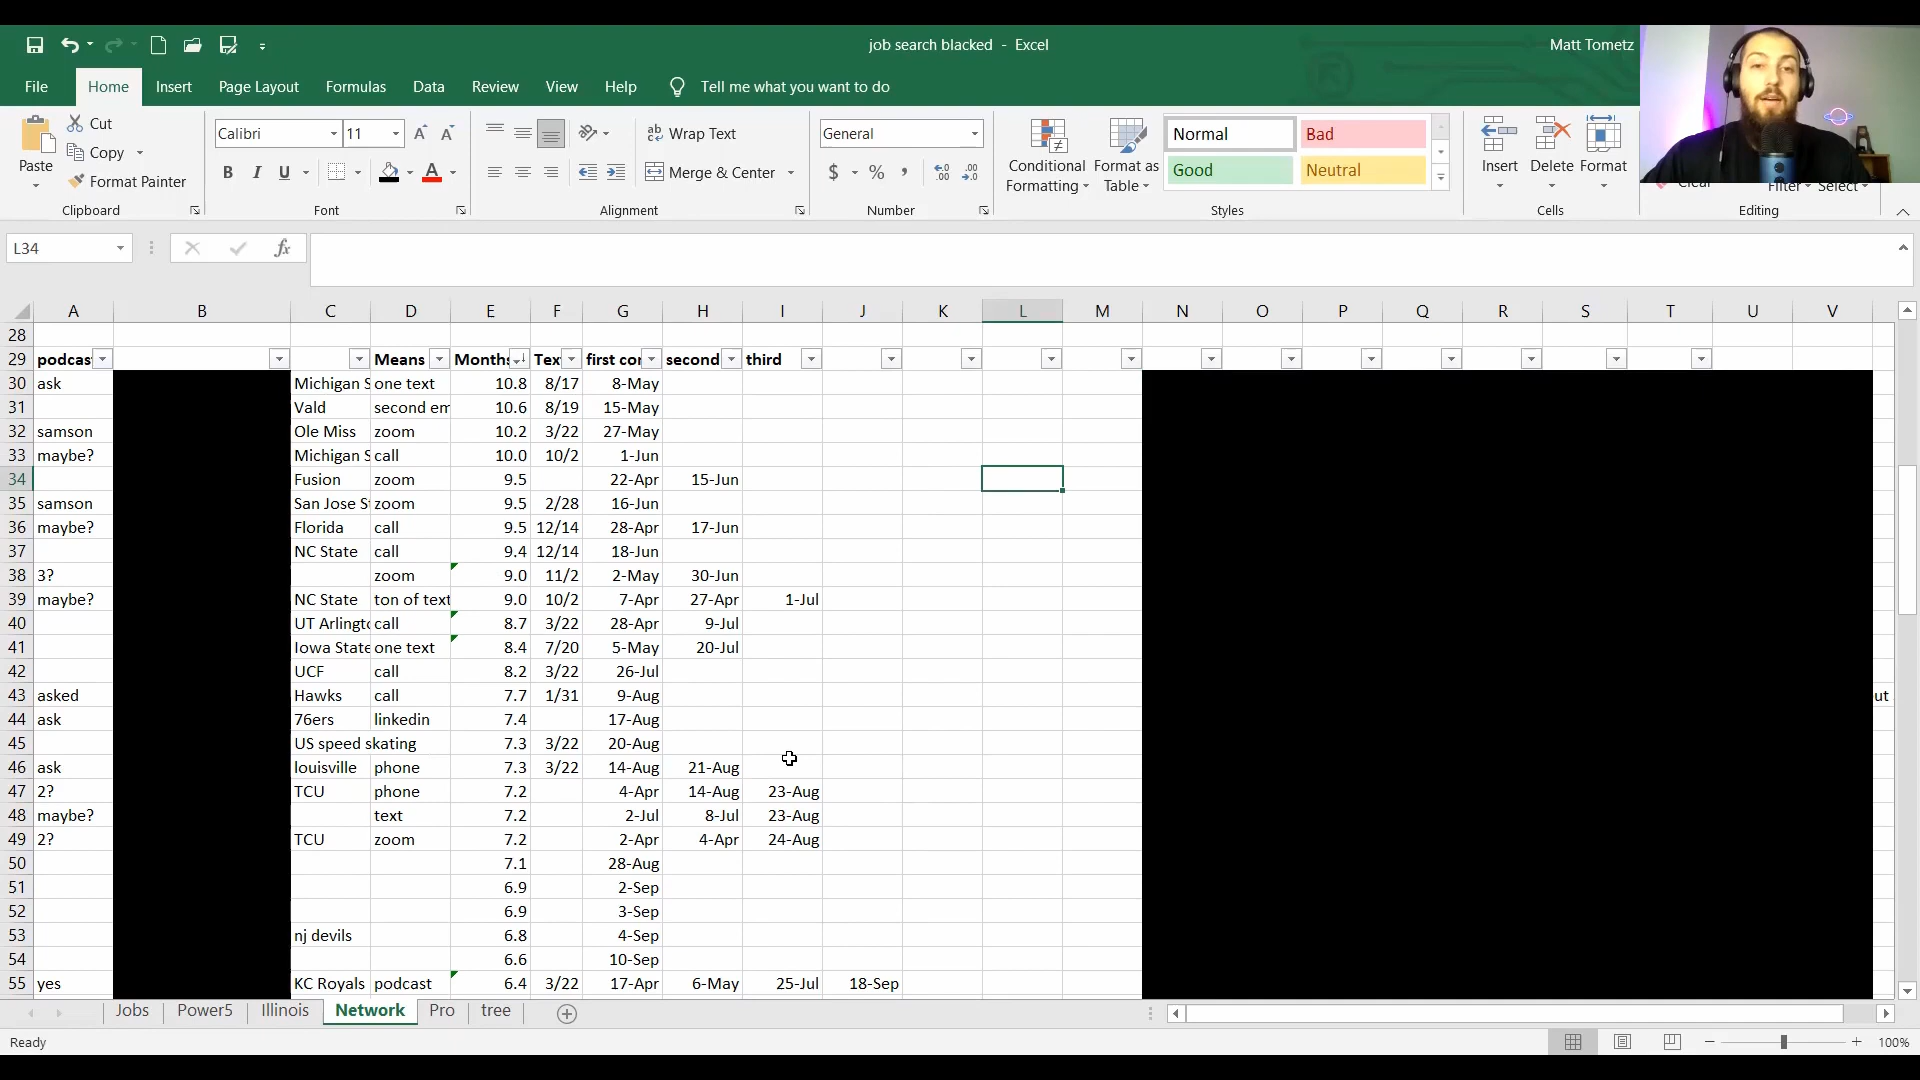 job search blacked - Excel
Matt Tometz
File Home Insert Page Layout Formulas Data Review View Help Tell me what you want to do
Paste
Cut
Copy
Format Painter
Clipboard
Calibri 11
B I U
Font
Wrap Text
Merge & Center
Alignment
General
$ % ,
Number
Conditional Formatting
Format as Table
Normal Bad
Good Neutral
Styles
Insert Delete Format
Cells
Clear Filter Select
Editing
L34 fx
A B C D E F G H I J K L M N O P Q R S T U V
28
29 podcas Means Months Tex first cor second third
30 ask Michigan S one text 10.8 8/17 8-May
31 Vald second em 10.6 8/19 15-May
32 samson Ole Miss zoom 10.2 3/22 27-May
33 maybe? Michigan S call 10.0 10/2 1-Jun
34 Fusion zoom 9.5 22-Apr 15-Jun
35 samson San Jose St zoom 9.5 2/28 16-Jun
36 maybe? Florida call 9.5 12/14 28-Apr 17-Jun
37 NC State call 9.4 12/14 18-Jun
38 3? zoom 9.0 11/2 2-May 30-Jun
39 maybe? NC State ton of text 9.0 10/2 7-Apr 27-Apr 1-Jul
40 UT Arlingto call 8.7 3/22 28-Apr 9-Jul
41 Iowa State one text 8.4 7/20 5-May 20-Jul
42 UCF call 8.2 3/22 26-Jul
43 asked Hawks call 7.7 1/31 9-Aug ut
44 ask 76ers linkedin 7.4 17-Aug
45 US speed skating 7.3 3/22 20-Aug
46 ask louisville phone 7.3 3/22 14-Aug 21-Aug
47 2? TCU phone 7.2 4-Apr 14-Aug 23-Aug
48 maybe? text 7.2 2-Jul 8-Jul 23-Aug
49 2? TCU zoom 7.2 2-Apr 4-Apr 24-Aug
50 7.1 28-Aug
51 6.9 2-Sep
52 6.9 3-Sep
53 nj devils 6.8 4-Sep
54 6.6 10-Sep
55 yes KC Royals podcast 6.4 3/22 17-Apr 6-May 25-Jul 18-Sep
Jobs Power5 Illinois Network Pro tree
Ready
100%